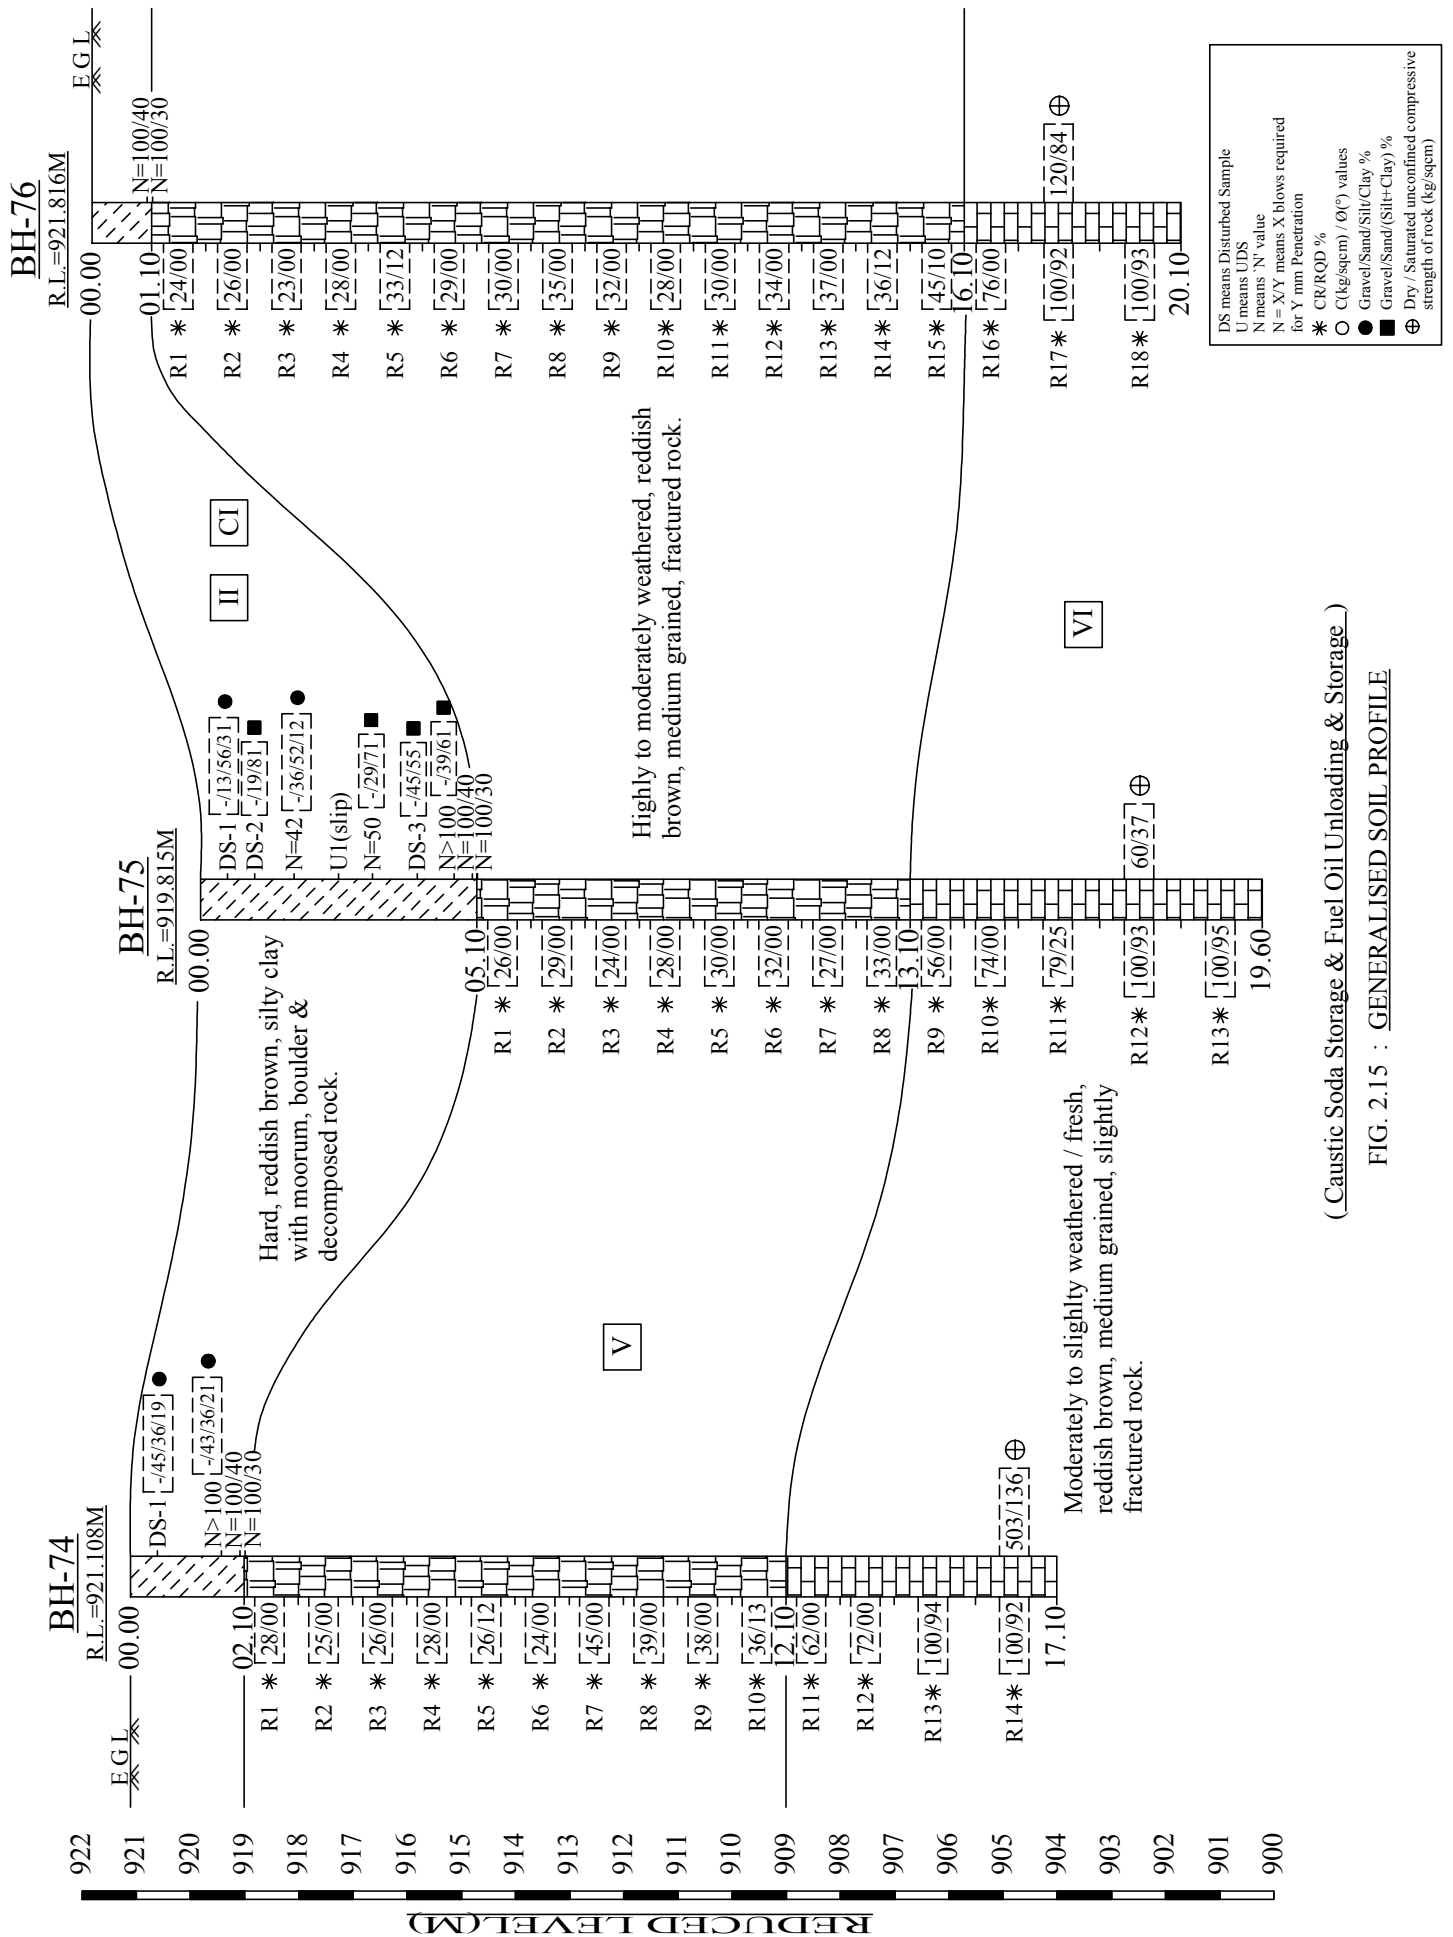 BH-74
R.L.=921.108M
00.00
E G L
DS-1 -/45/36/19
N>100 -/43/36/21
N=100/40
N=100/30
02.10
R1 28/00
R2 25/00
R3 26/00
R4 28/00
R5 26/12
R6 24/00
R7 45/00
R8 39/00
R9 38/00
R10 36/13
12.10
R11 62/00
R12 72/00
R13 100/94
R14 100/92
503/136
17.10
BH-75
R.L.=919.815M
00.00
DS-1 -/13/56/31
DS-2 -/19/81
N=42 -/36/52/12
U1(slip)
N=50 -/29/71
DS-3 -/45/55
N>100 -/39/61
N=100/40
N=100/30
05.10
R1 26/00
R2 29/00
R3 24/00
R4 28/00
R5 30/00
R6 32/00
R7 27/00
R8 33/00
13.10
R9 56/00
R10 74/00
R11 79/25
R12 100/93
60/37
R13 100/95
19.60
BH-76
R.L.=921.816M
00.00
E G L
01.10
N=100/40
N=100/30
R1 24/00
R2 26/00
R3 23/00
R4 28/00
R5 33/12
R6 29/00
R7 30/00
R8 35/00
R9 32/00
R10 28/00
R11 30/00
R12 34/00
R13 37/00
R14 36/12
R15 45/10
16.10
R16 76/00
R17 100/92
120/84
R18 100/93
20.10
Hard, reddish brown, silty clay
with moorum, boulder &
decomposed rock.
II
CI
Highly to moderately weathered, reddish
brown, medium grained, fractured rock.
V
VI
Moderately to slighlty weathered / fresh,
reddish brown, medium grained, slightly
fractured rock.
922
921
920
919
918
917
916
915
914
913
912
911
910
909
908
907
906
905
904
903
902
901
900
REDUCED LEVEL(M)
DS means Disturbed Sample
U means UDS
N means 'N' value
N = X/Y means X blows required
for Y mm Penetration
CR/RQD %
C(kg/sqcm) / Ø(°) values
Gravel/Sand/Silt/Clay %
Gravel/Sand/(Silt+Clay) %
Dry / Saturated unconfined compressive
strength of rock (kg/sqcm)
( Caustic Soda Storage & Fuel Oil Unloading & Storage )
FIG. 2.15 : GENERALISED SOIL PROFILE